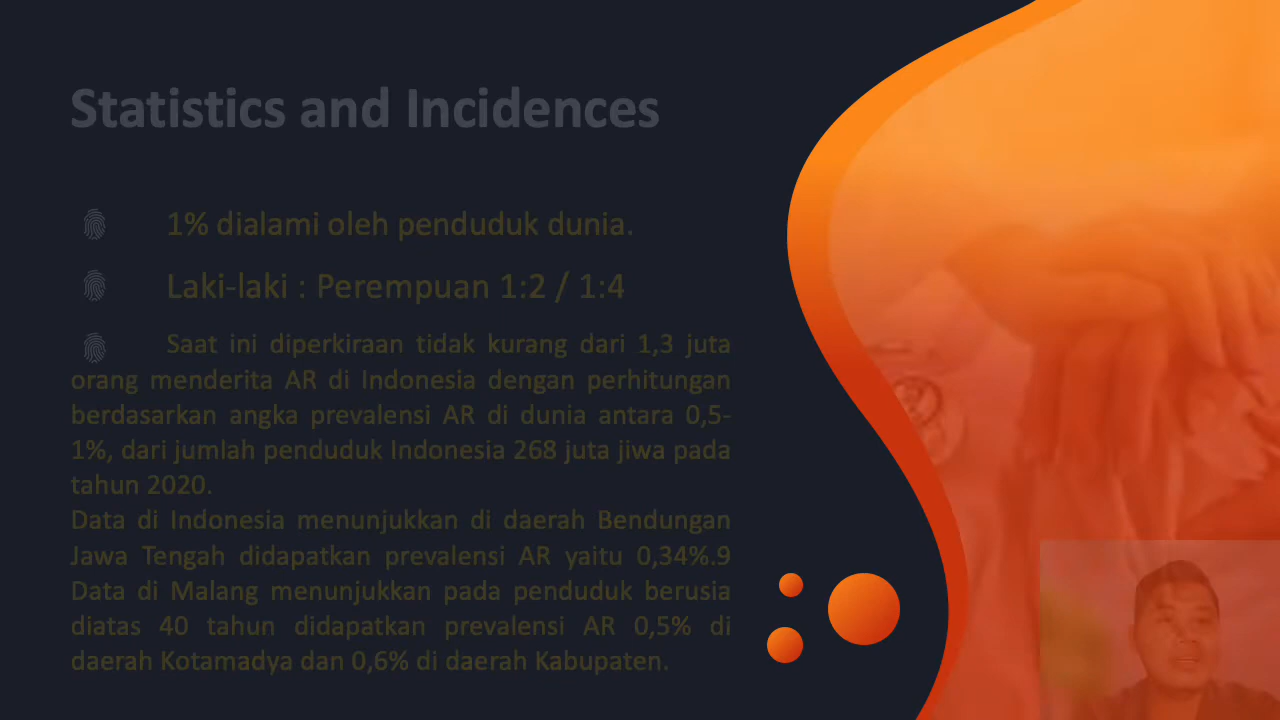 Statistics and Incidences
1% dialami oleh penduduk dunia.
Laki-laki : Perempuan 1:2 / 1:4
Saat ini diperkiraan tidak kurang dari 1,3 juta
orang menderita AR di Indonesia dengan perhitungan
berdasarkan angka prevalensi AR di dunia antara 0,5-
1%, dari jumlah penduduk Indonesia 268 juta jiwa pada
tahun 2020.
Data di Indonesia menunjukkan di daerah Bendungan
Jawa Tengah didapatkan prevalensi AR yaitu 0,34%.9
Data di Malang menunjukkan pada penduduk berusia
diatas 40 tahun didapatkan prevalensi AR 0,5% di
daerah Kotamadya dan 0,6% di daerah Kabupaten.